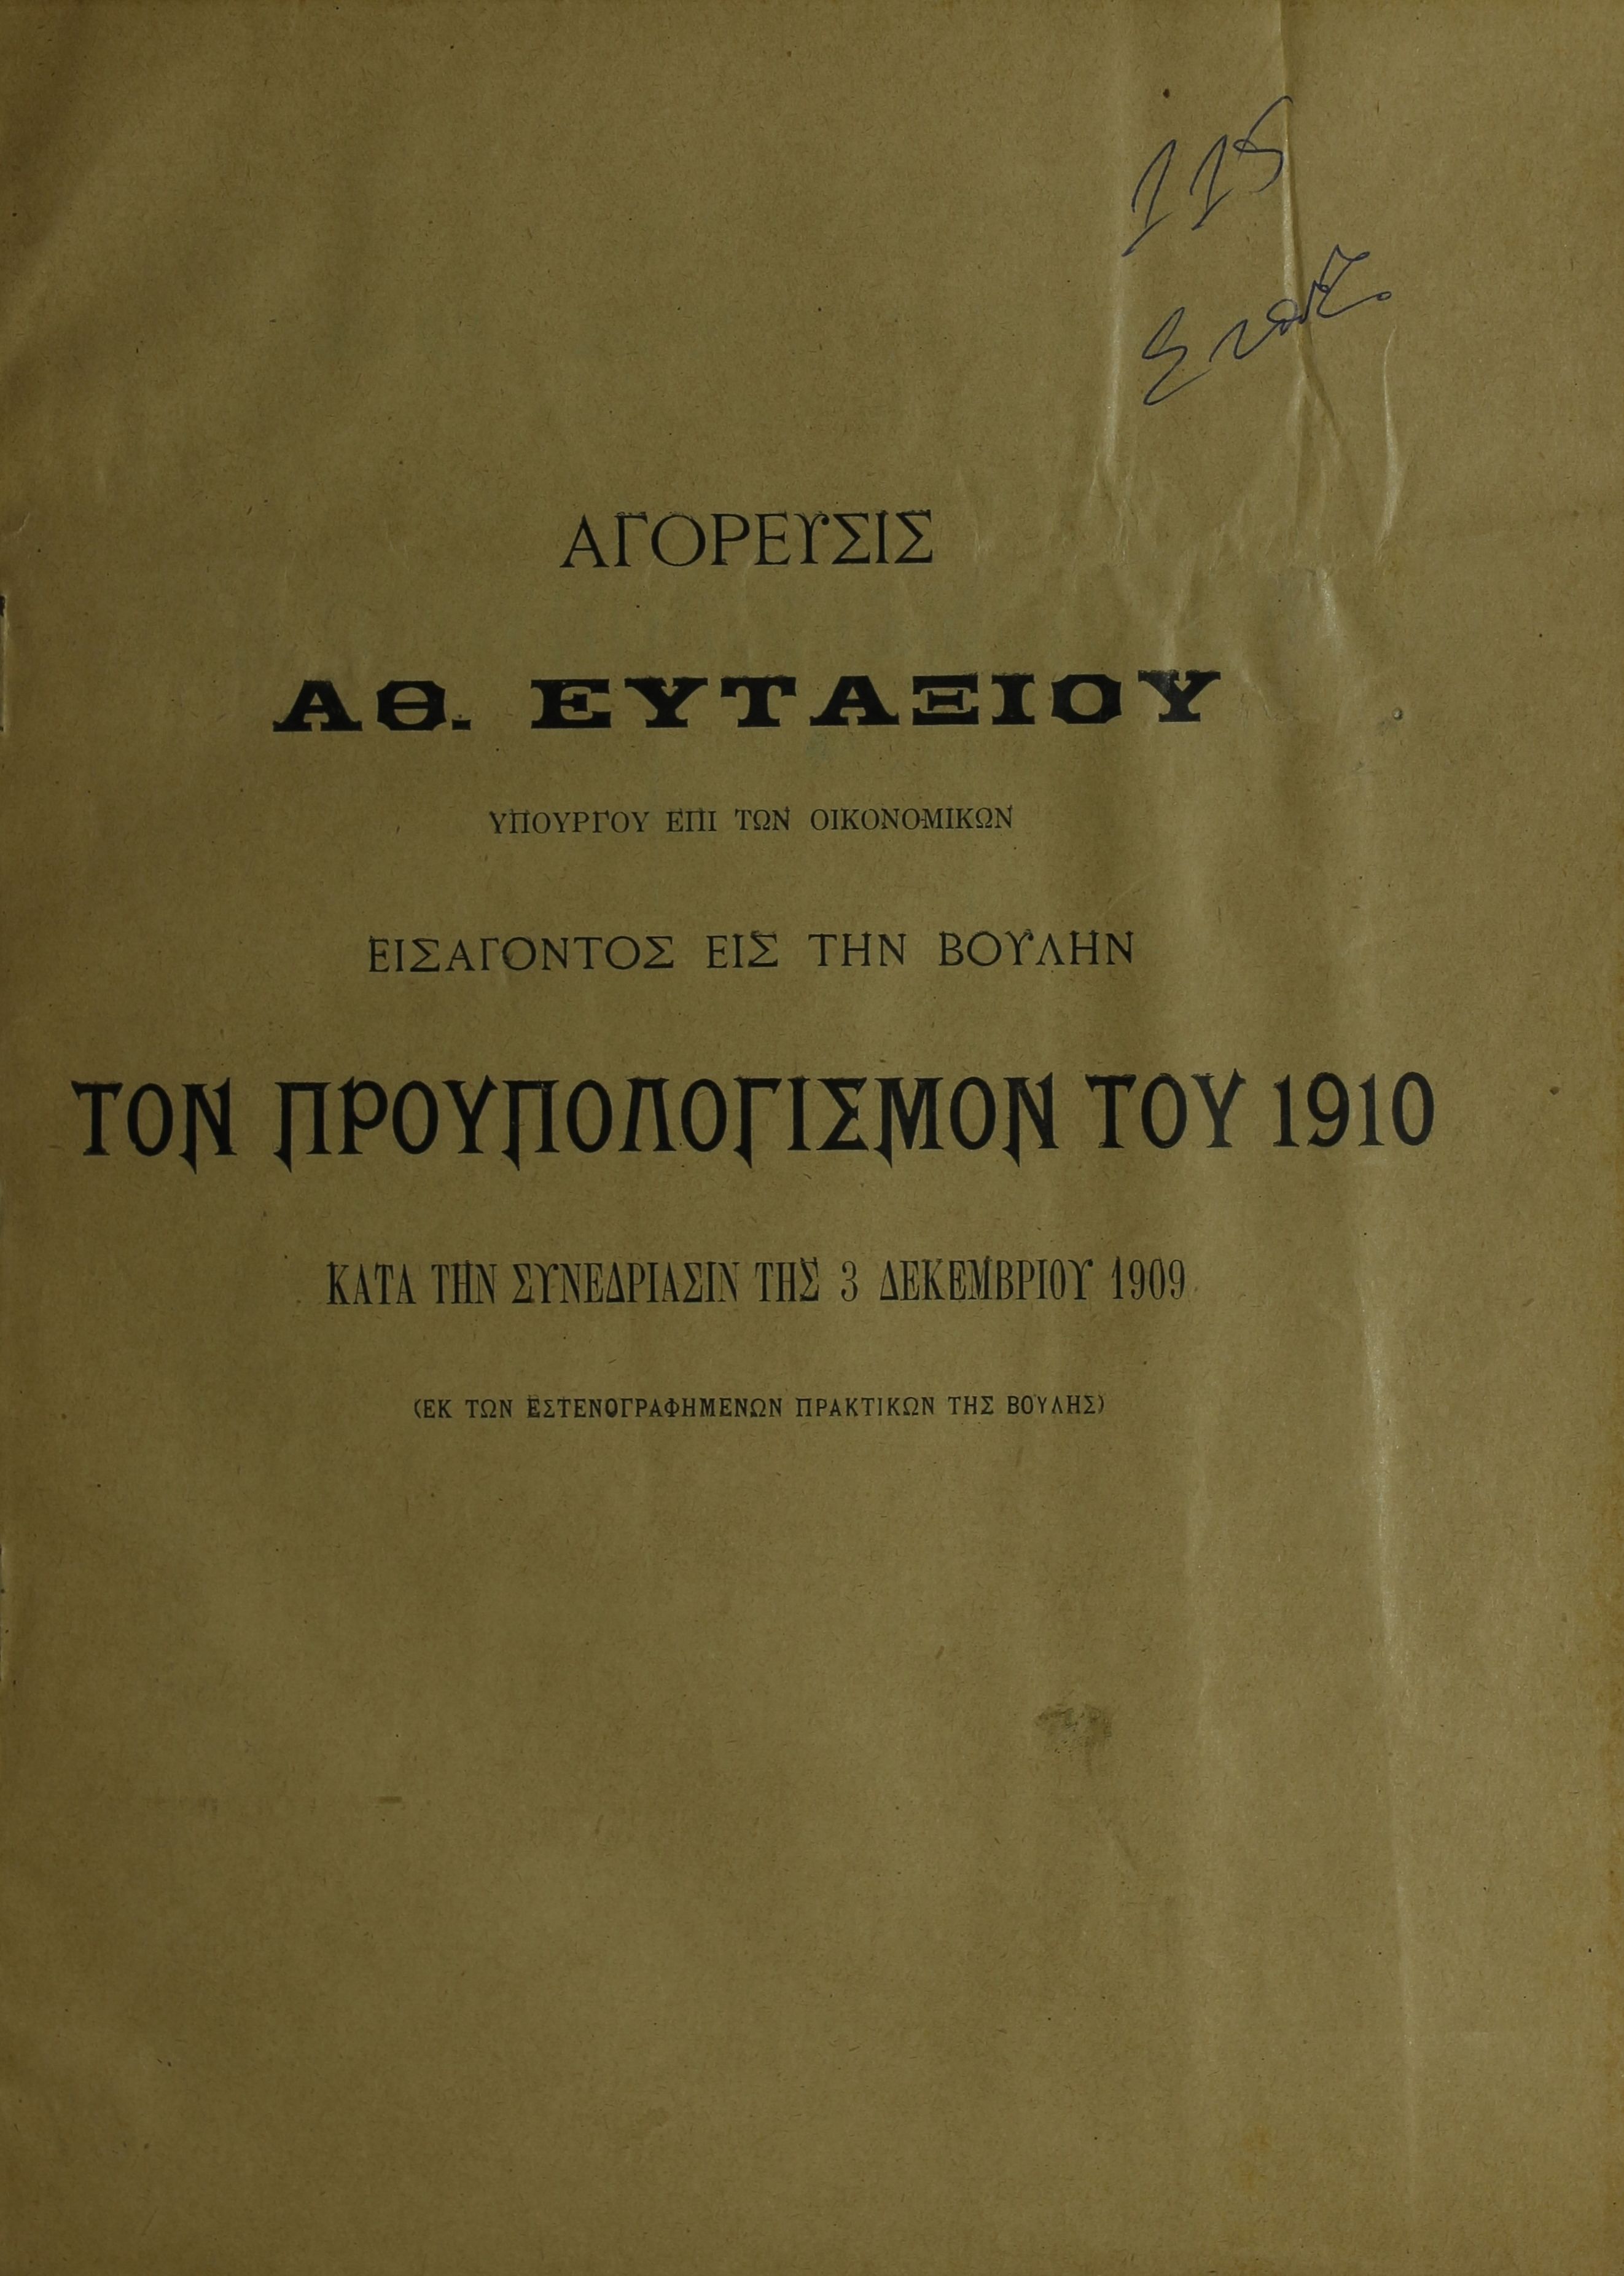 115
ΑΓΟΡΕΥΣΙΣ
ΑΘ. ΕΥΤΑΞΙΟΥ
ΥΠΟΥΡΓΟΥ ΕΠΙ ΤΩΝ ΟΙΚΟΝΟΜΙΚΩΝ
ΕΙΣΑΓΟΝΤΟΣ ΕΙΣ ΤΗΝ ΒΟΥΛΗΝ
ΤΟΝ ΠΡΟΥΠΟΛΟΓΙΣΜΟΝ ΤΟΥ 1910
ΚΑΤΑ ΤΗΝ ΣΥΝΕΔΡΙΑΣΙΝ ΤΗΣ 3 ΔΕΚΕΜΒΡΙΟΥ 1909
(ΕΚ ΤΩΝ ΕΣΤΕΝΟΓΡΑΦΗΜΕΝΩΝ ΠΡΑΚΤΙΚΩΝ ΤΗΣ ΒΟΥΛΗΣ)